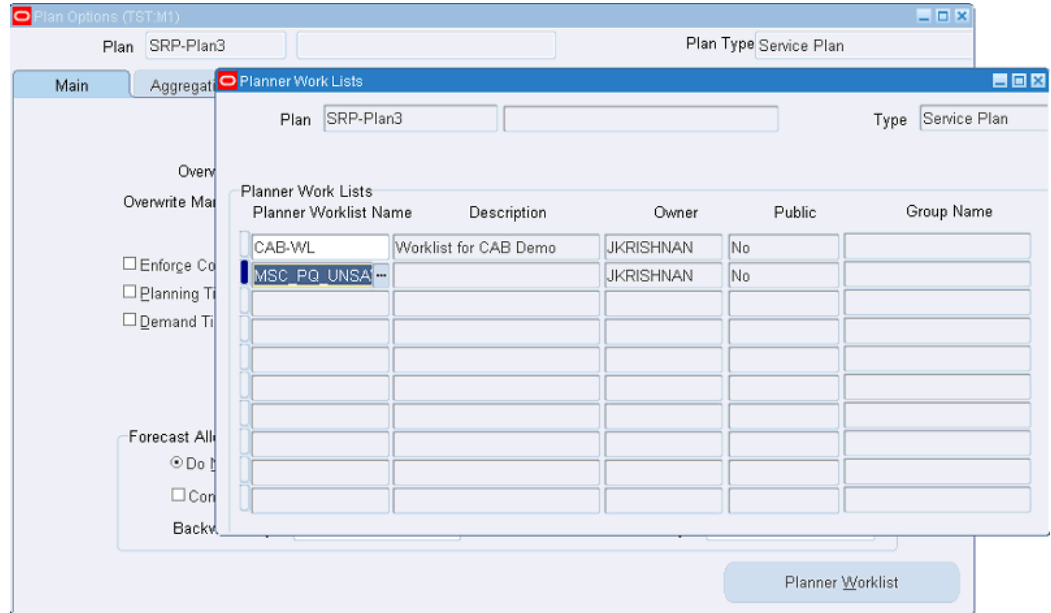 Plan Options (TST:M1)
Plan SRP-Plan3 Plan Type Service Plan
Main Aggregati
Planner Work Lists
Plan SRP-Plan3 Type Service Plan
Overw
Overwrite Mar
Planner Work Lists
Planner Worklist Name Description Owner Public Group Name
CAB-WL Worklist for CAB Demo JKRISHNAN No
MSC_PQ_UNSA JKRISHNAN No
Enforce Co
Planning Ti
Demand Ti
Forecast All
Do N
Con
Backw
Planner Worklist